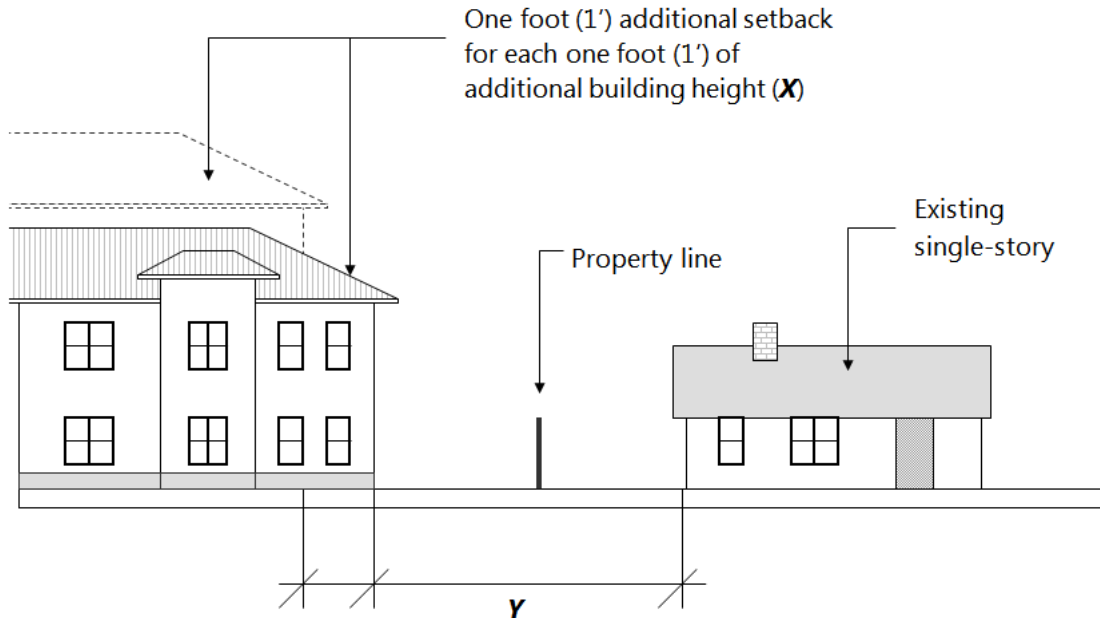 One foot (1’) additional setback
for each one foot (1’) of
additional building height (X)
Existing
single-story
Property line
Y